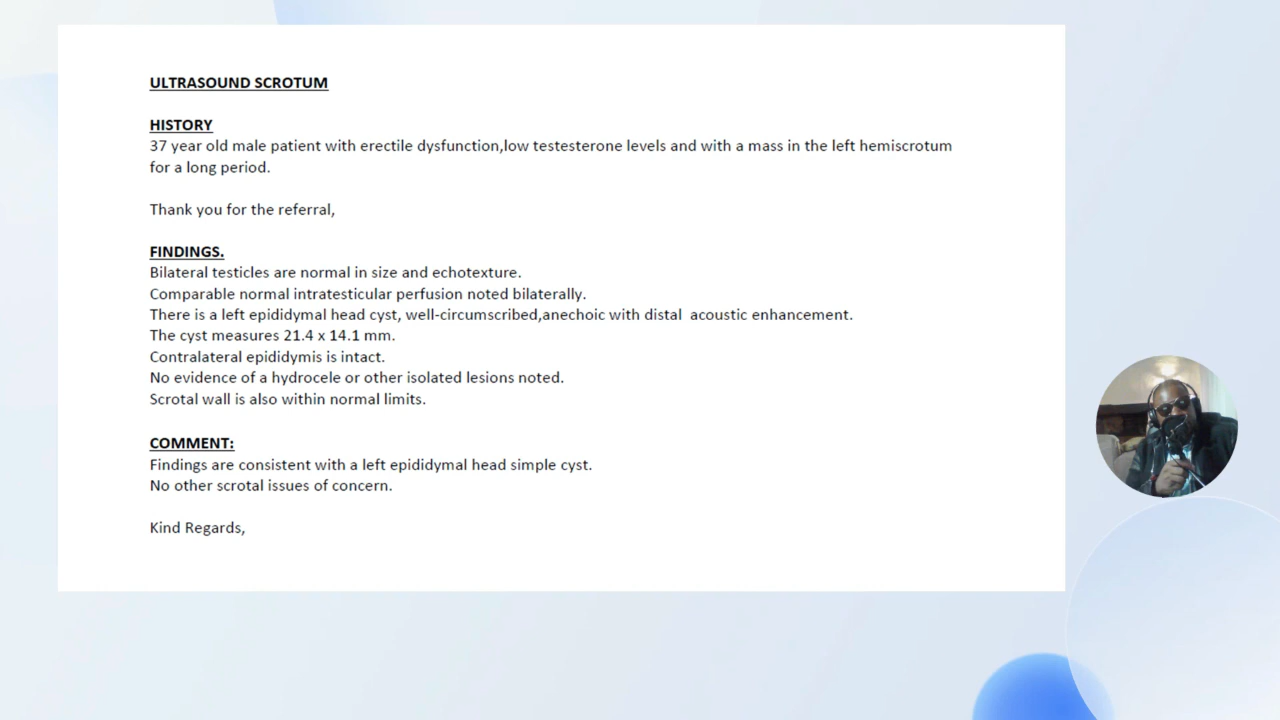 ULTRASOUND SCROTUM
HISTORY
37 year old male patient with erectile dysfunction,low testesterone levels and with a mass in the left hemiscrotum
for a long period.
Thank you for the referral,
FINDINGS.
Bilateral testicles are normal in size and echotexture.
Comparable normal intratesticular perfusion noted bilaterally.
There is a left epididymal head cyst, well-circumscribed,anechoic with distal  acoustic enhancement.
The cyst measures 21.4 x 14.1 mm.
Contralateral epididymis is intact.
No evidence of a hydrocele or other isolated lesions noted.
Scrotal wall is also within normal limits.
COMMENT:
Findings are consistent with a left epididymal head simple cyst.
No other scrotal issues of concern.
Kind Regards,